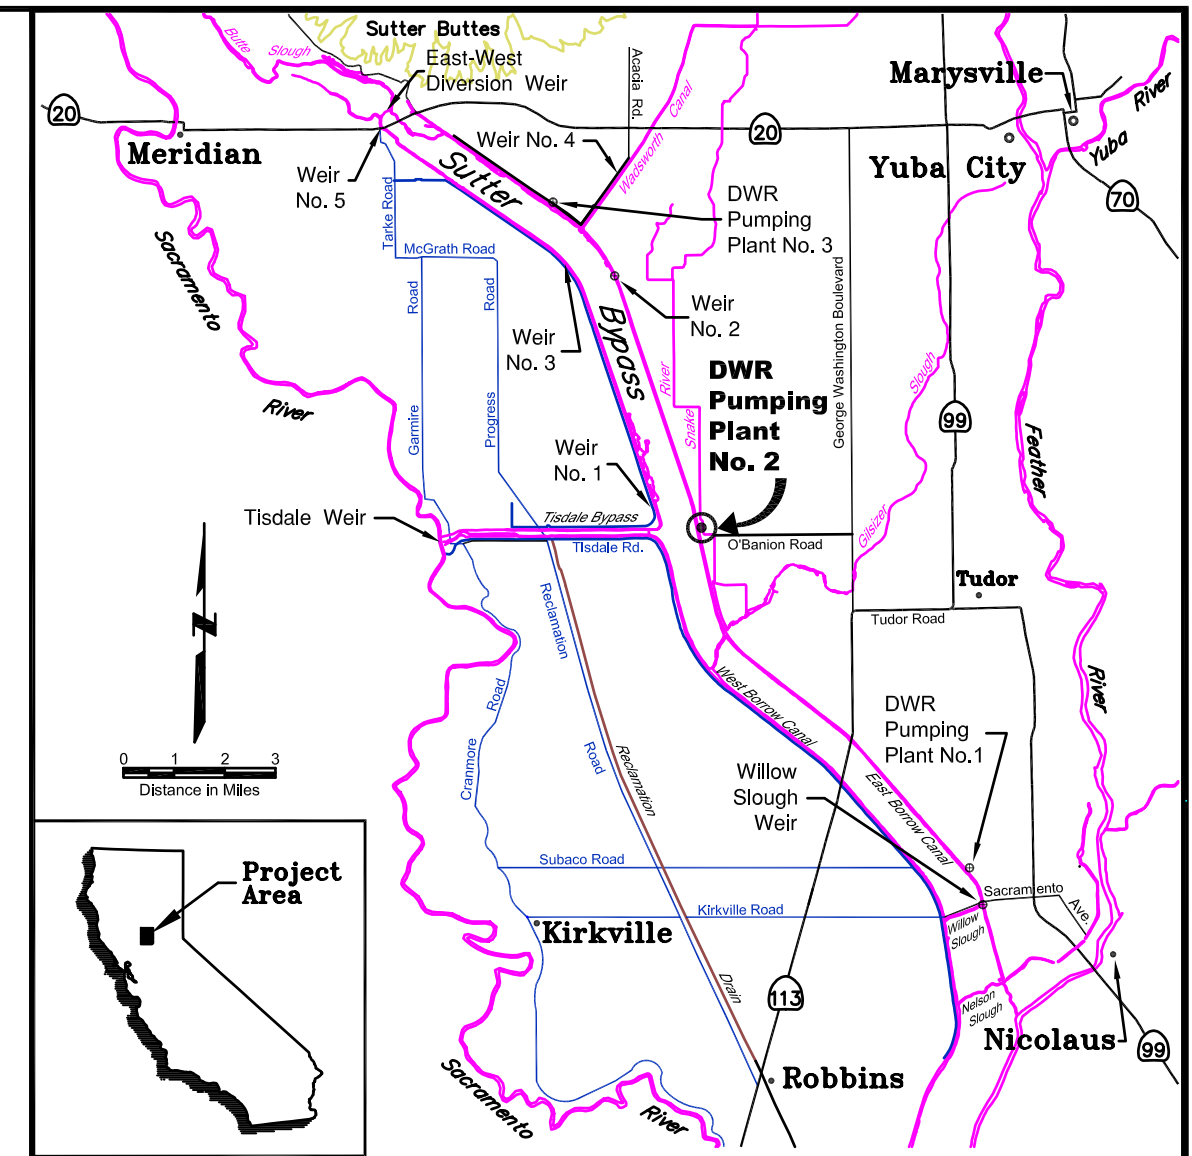 Sutter Buttes
Butte
Slough
East-West
Diversion Weir
Acacia Rd.
Canal
Wadsworth
Marysville
River
Yuba
20
20
Meridian
Weir No. 4
Yuba City
70
Weir
No. 5
Sutter
DWR
Pumping
Plant No. 3
Tarke Road
McGrath Road
Sacramento
River
Road
Garmire
Road
Progress
Weir
No. 3
Bypass
Weir
No. 2
River
Snake
DWR
Pumping
Plant
No. 2
George Washington Boulevard
Slough
Gilsizer
99
Feather
River
Weir
No. 1
Tisdale Weir
Tisdale Bypass
Tisdale Rd.
O'Banion Road
Tudor
Tudor Road
N
Reclamation
Road
Reclamation
Drain
Road
Cranmore
West Borrow Canal
DWR
Pumping
Plant No.1
East Borrow Canal
Willow
Slough
Weir
0 1 2 3
Distance in Miles
Subaco Road
Kirkville Road
Kirkville
Sacramento
Ave.
Willow
Slough
Nelson
Slough
Nicolaus
99
113
Robbins
Sacramento
River
Project
Area